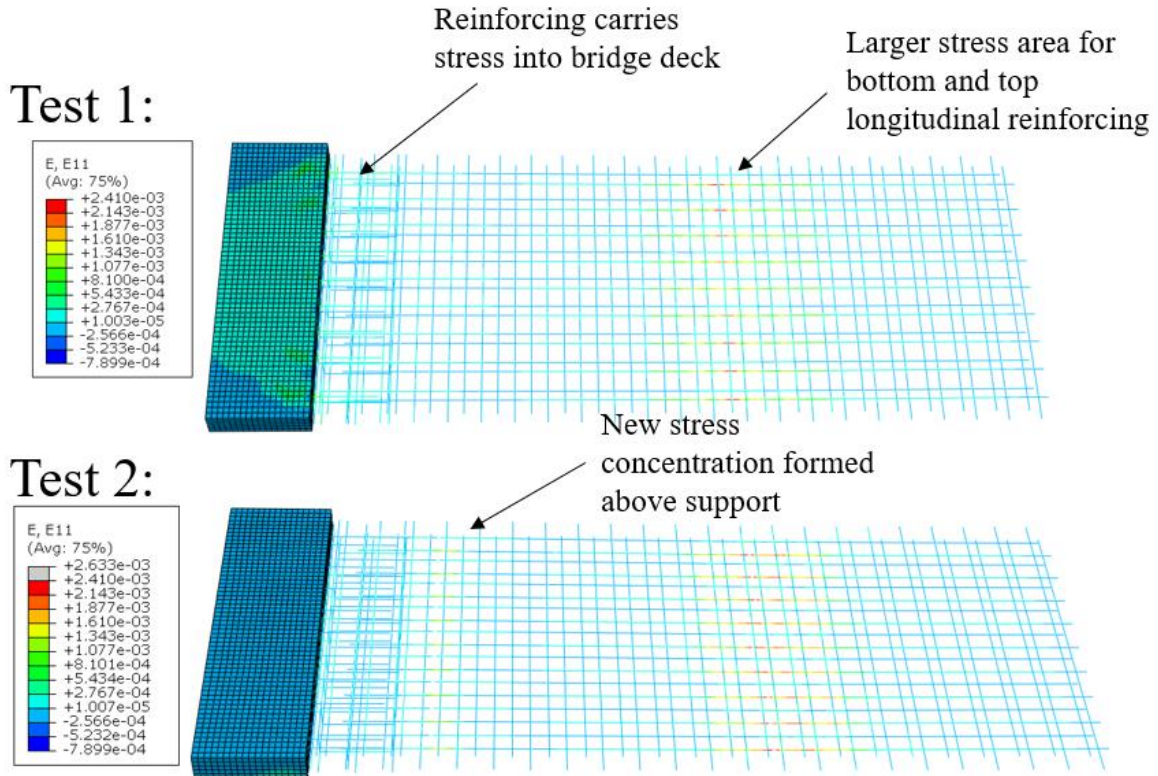 Reinforcing carries
stress into bridge deck
Larger stress area for
bottom and top
longitudinal reinforcing
Test 1:
E, E11
(Avg: 75%)
+2.410e-03
+2.143e-03
+1.877e-03
+1.610e-03
+1.343e-03
+1.077e-03
+8.100e-04
+5.433e-04
+2.767e-04
+1.003e-05
-2.566e-04
-5.233e-04
-7.899e-04
New stress
concentration formed
above support
Test 2:
E, E11
(Avg: 75%)
+2.633e-03
+2.410e-03
+2.143e-03
+1.877e-03
+1.610e-03
+1.343e-03
+1.077e-03
+8.101e-04
+5.434e-04
+2.767e-04
+1.007e-05
-2.566e-04
-5.232e-04
-7.899e-04